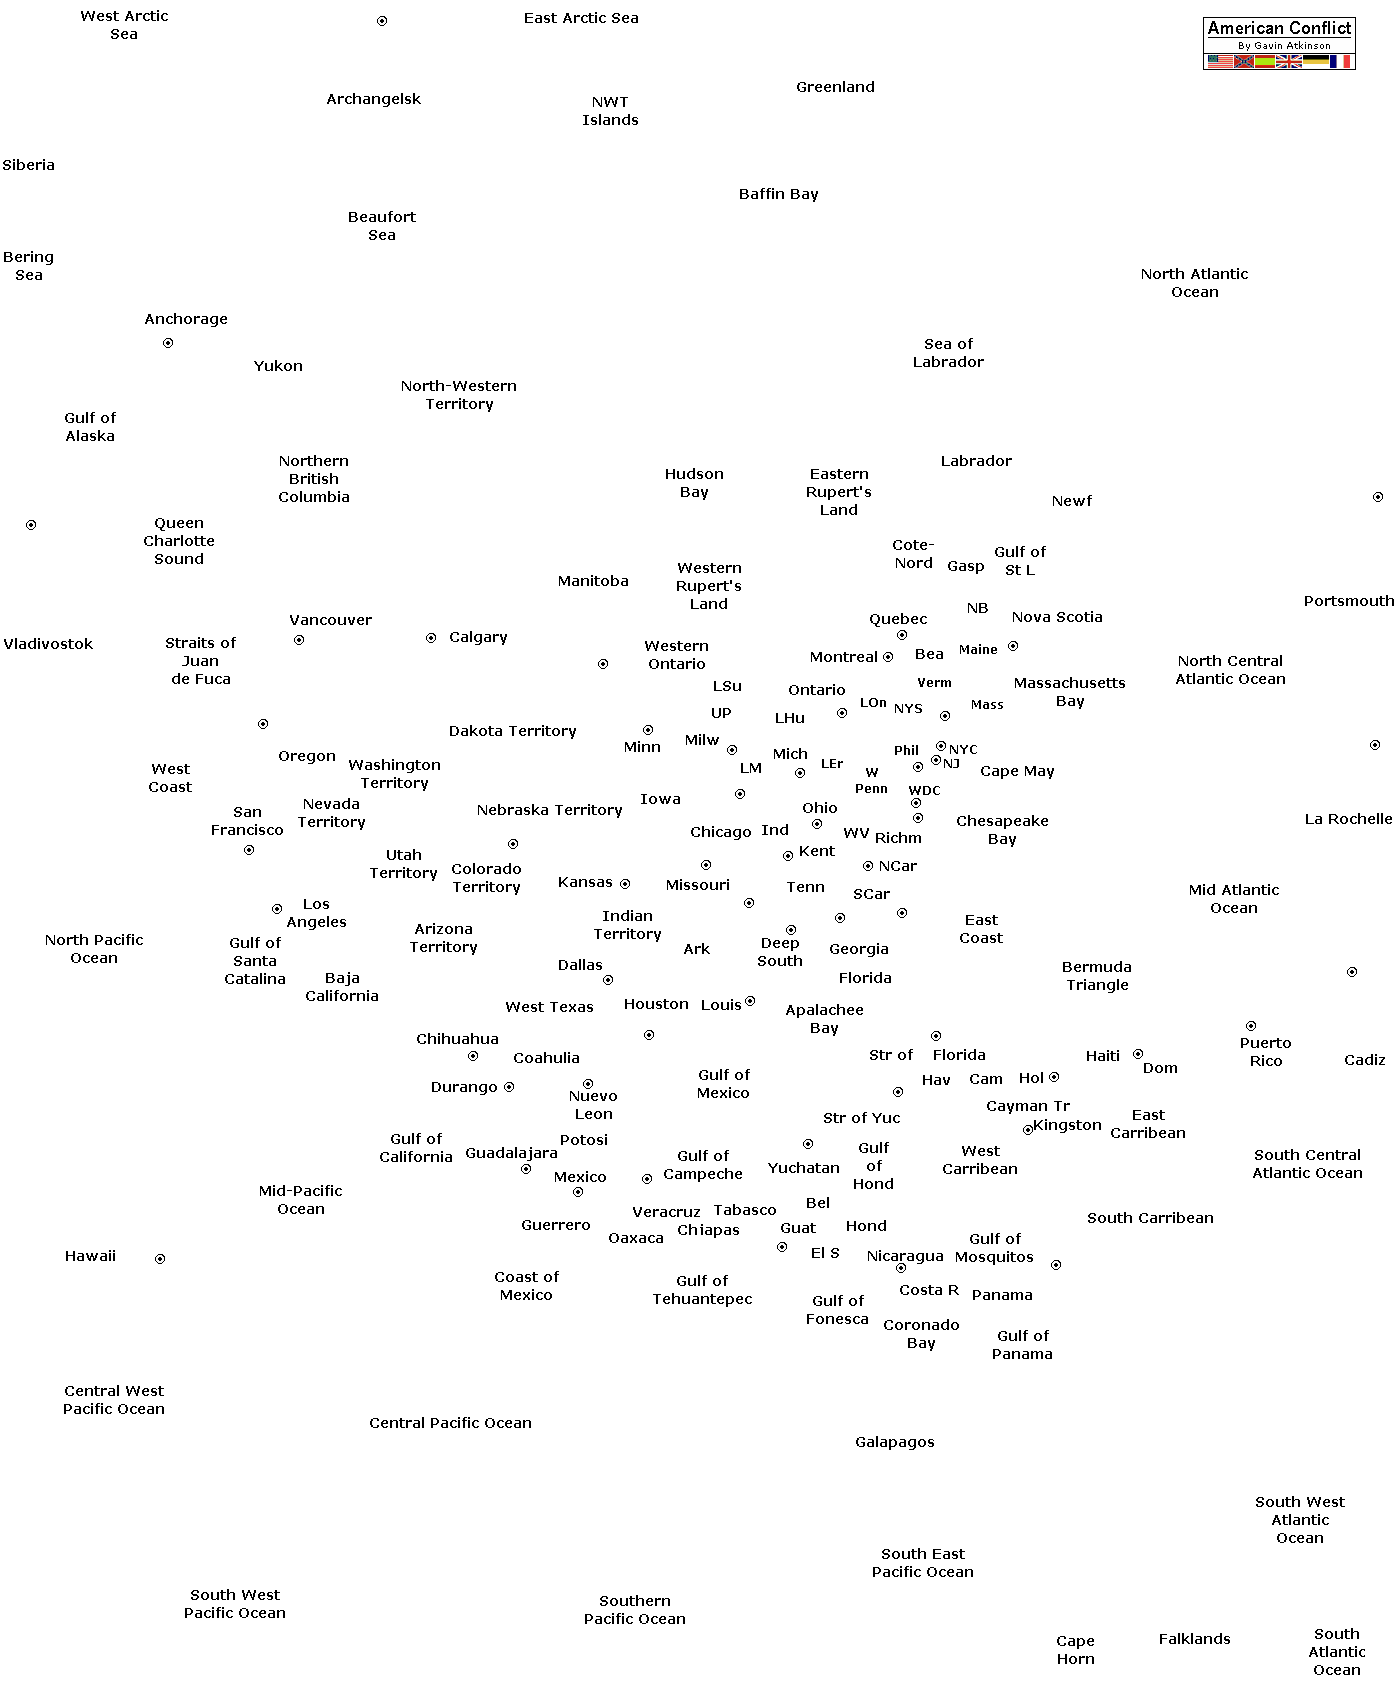 West Arctic
Sea
East Arctic Sea
American Conflict
By Gavin Atkinson
Archangelsk
NWT
Islands
Greenland
Siberia
Baffin Bay
Beaufort
Sea
Bering
Sea
North Atlantic
Ocean
Anchorage
Yukon
Sea of
Labrador
North-Western
Territory
Gulf of
Alaska
Northern
British
Columbia
Hudson
Bay
Eastern
Rupert's
Land
Labrador
Newf
Queen
Charlotte
Sound
Cote-
Nord
Gasp
Gulf of
St L
Manitoba
Western
Rupert's
Land
Portsmouth
NB
Nova Scotia
Quebec
Vancouver
Calgary
Vladivostok
Straits of
Juan
de Fuca
Western
Ontario
Montreal
Bea
Maine
North Central
Atlantic Ocean
LSu
Ontario
Verm
Massachusetts
Bay
LOn
NYS
Mass
UP
LHu
Dakota Territory
Minn
Milw
Mich
Phil
NYC
NJ
Oregon
Washington
Territory
West
Coast
LM
LEr
W
Penn
Cape May
WDC
Nevada
Territory
San
Francisco
Nebraska Territory
Iowa
Ohio
La Rochelle
Chicago
Ind
WV
Richm
Chesapeake
Bay
Kent
Utah
Territory
Colorado
Territory
NCar
Kansas
Missouri
Tenn
SCar
Mid Atlantic
Ocean
Los
Angeles
Indian
Territory
East
Coast
Arizona
Territory
North Pacific
Ocean
Gulf of
Santa
Catalina
Ark
Deep
South
Georgia
Dallas
Baja
California
Florida
Bermuda
Triangle
West Texas
Houston
Louis
Apalachee
Bay
Chihuahua
Coahulia
Str of
Florida
Haiti
Dom
Puerto
Rico
Cadiz
Durango
Nuevo
Leon
Gulf of
Mexico
Hav
Cam
Hol
Cayman Tr
Kingston
East
Carribean
Str of Yuc
Gulf of
California
Guadalajara
Potosi
Gulf of
Campeche
Yuchatan
Gulf
of
Hond
West
Carribean
South Central
Atlantic Ocean
Mexico
Mid-Pacific
Ocean
Guerrero
Veracruz
Tabasco
Bel
South Carribean
Oaxaca
Chiapas
Guat
Hond
Hawaii
El S
Nicaragua
Gulf of
Mosquitos
Coast of
Mexico
Gulf of
Tehuantepec
Costa R
Panama
Gulf of
Fonesca
Coronado
Bay
Gulf of
Panama
Central West
Pacific Ocean
Central Pacific Ocean
Galapagos
South West
Atlantic
Ocean
South East
Pacific Ocean
South West
Pacific Ocean
Southern
Pacific Ocean
Cape
Horn
Falklands
South
Atlantic
Ocean